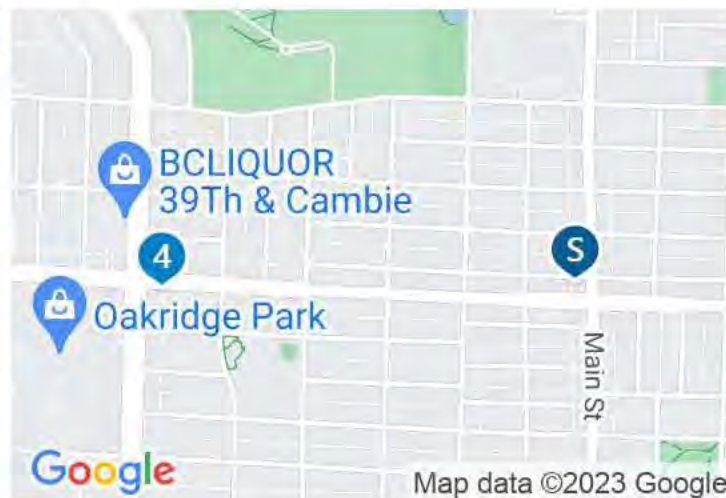 BCLIQUOR
39Th & Cambie
S
4
Oakridge Park
Main St
Google
Map data ©2023 Google